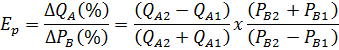 E_p = ΔQ_A(%) / ΔP_B(%) = (Q_A2 − Q_A1) / (Q_A2 + Q_A1) x (P_B2 + P_B1) / (P_B2 − P_B1)